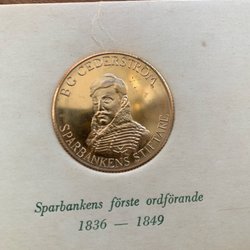 B C CEDERSTRÖM
SPARBANKENS STIFTARE
Sparbankens förste ordförande
1836 — 1849